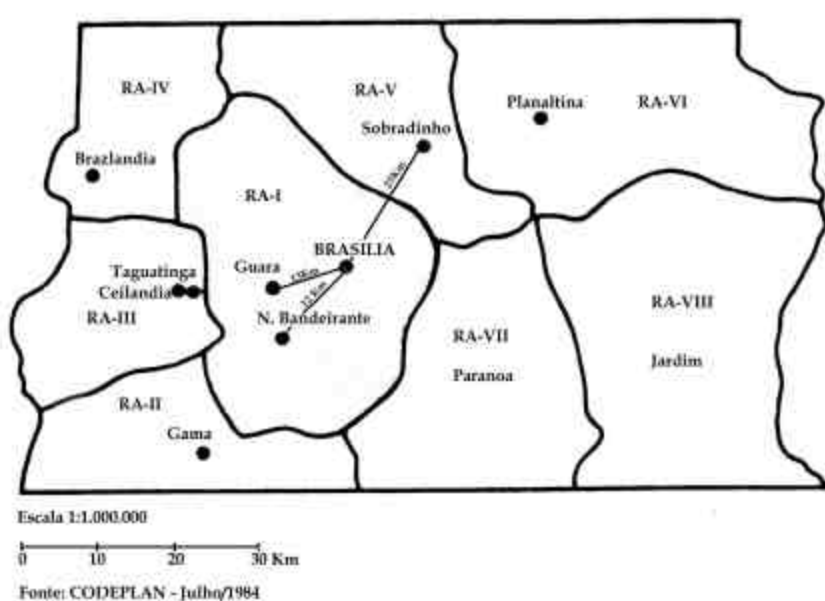 RA-IV
RA-V
Planaltina
RA-VI
Sobradinho
Brazlandia
RA-I
BRASILIA
Guara
Taguatinga
Ceilandia
N. Bandeirante
12 Km
RA-III
RA-VII
Paranoa
RA-VIII
Jardim
RA-II
Gama
Escala 1:1.000.000
0 10 20 30 Km
Fonte: CODEPLAN - Julho/1984